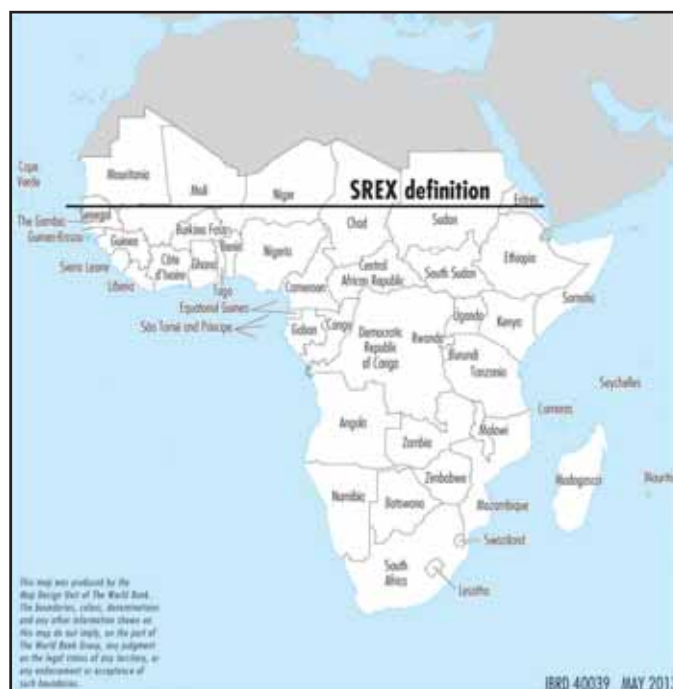 Cape
Verde
Mauritania
Mali
Niger
SREX definition
Eritrea
Senegal
The Gambia
Guinea-Bissau
Chad
Sudan
Burkina Faso
Guinea
Benin
Nigeria
Ethiopia
Sierra Leone
Côte
d'Ivoire
Ghana
Central
African Republic
South Sudan
Liberia
Togo
Cameroon
Somalia
Equatorial Guinea
São Tomé and Príncipe
Gabon
Congo
Democratic
Republic
of Congo
Uganda
Kenya
Rwanda
Burundi
Tanzania
Seychelles
Comoros
Angola
Malawi
Zambia
Madagascar
Maurit
Zimbabwe
Namibia
Botswana
Mozambique
Swaziland
South
Africa
Lesotho
This map was produced by the
Map Design Unit of The World Bank.
The boundaries, colors, denominations
and any other information shown on
this map do not imply, on the part of
The World Bank Group, any judgment
on the legal status of any territory, or
any endorsement or acceptance of
such boundaries.
IBRD 40039 MAY 2013